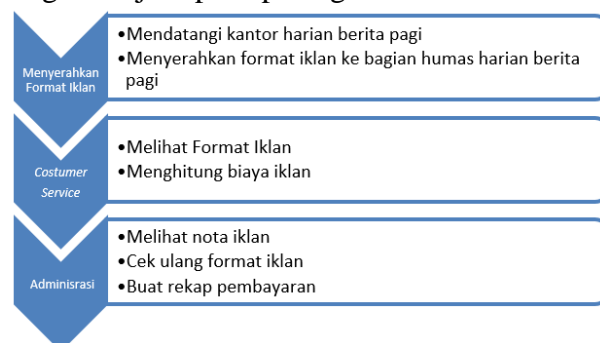 Menyerahkan
Format Iklan
•Mendatangi kantor harian berita pagi
•Menyerahkan format iklan ke bagian humas harian berita
pagi
Costumer
Service
•Melihat Format Iklan
•Menghitung biaya iklan
Adminisrasi
•Melihat nota iklan
•Cek ulang format iklan
•Buat rekap pembayaran